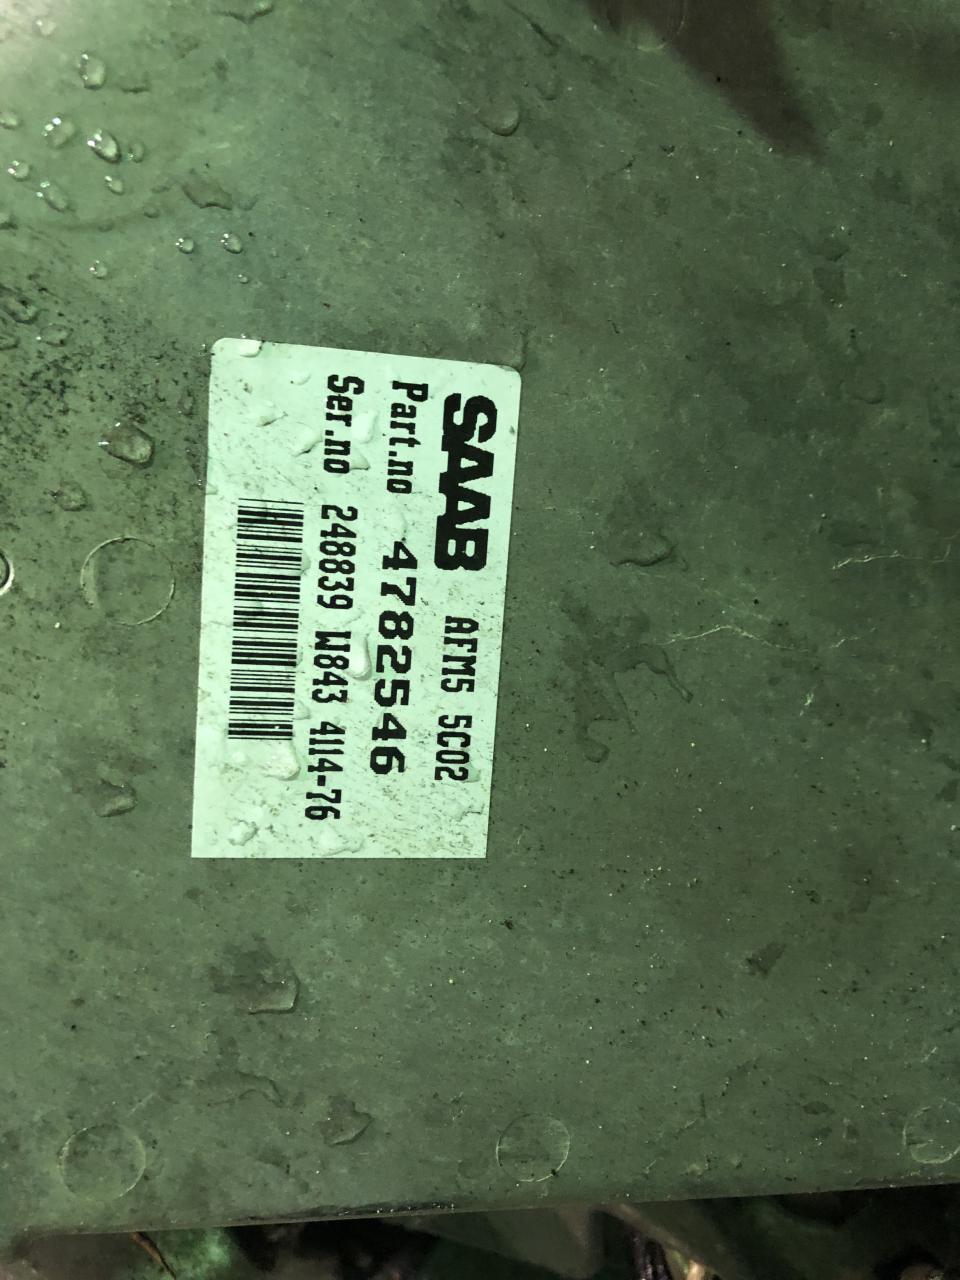 SAAB AFM5 5C02
Part.no 4782546
Ser.no 248839 W843 4114-76